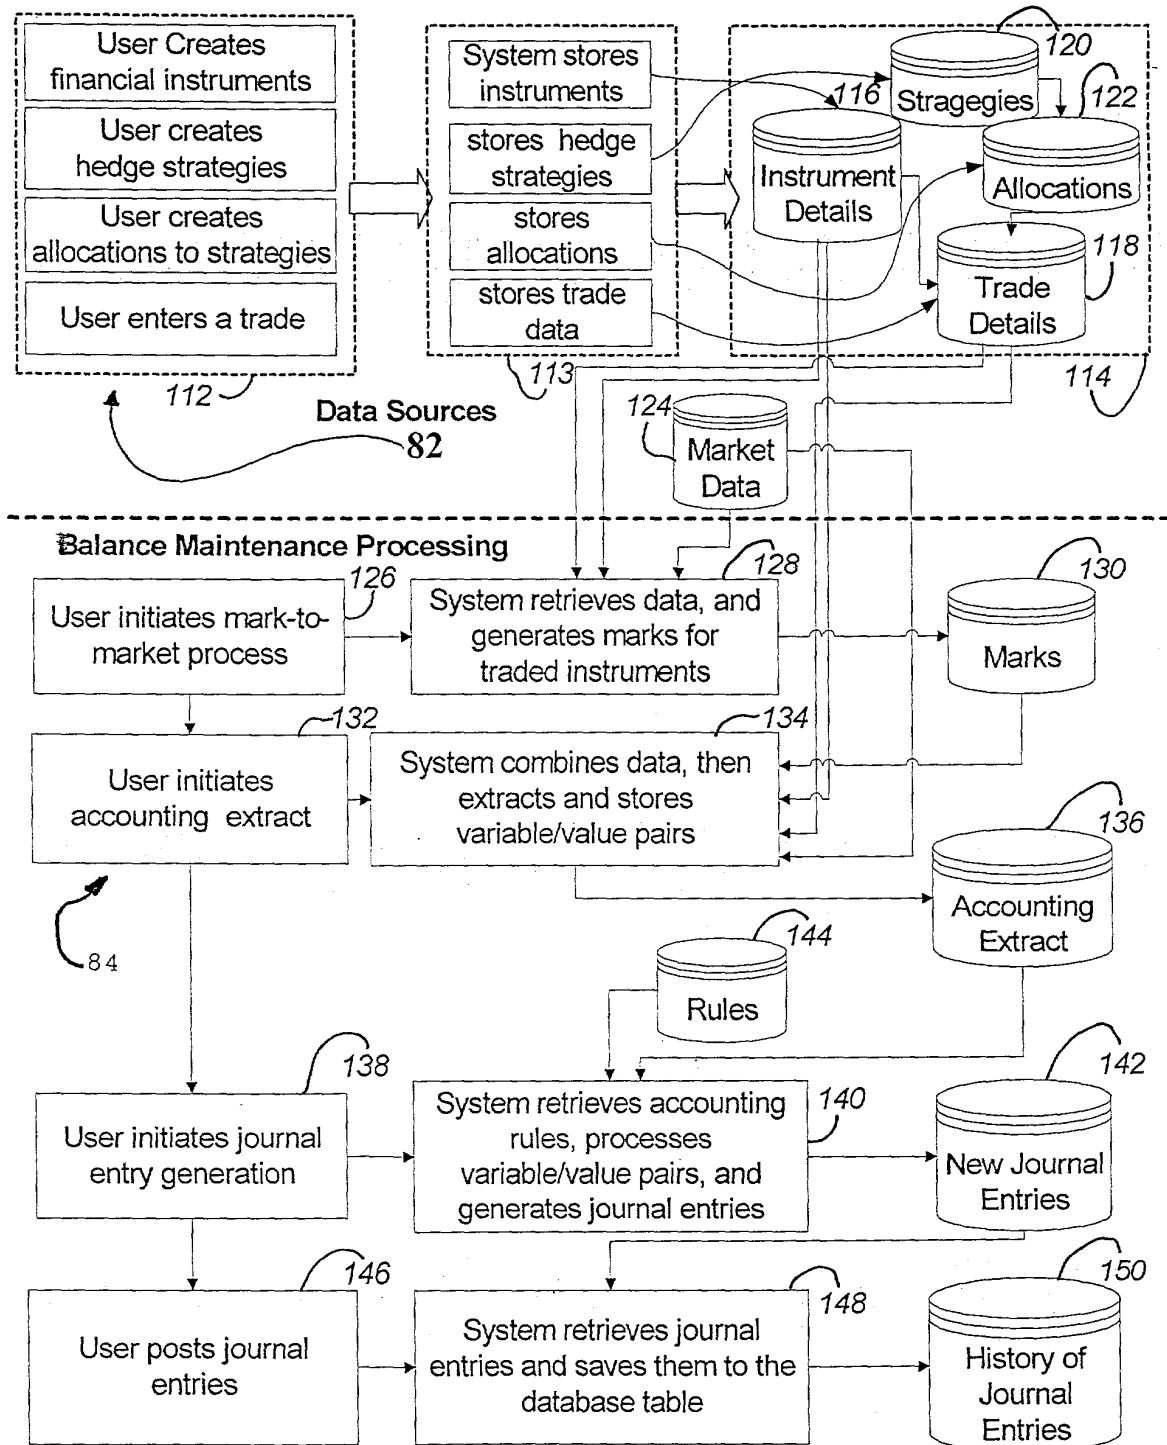 User Creates
financial instruments
User creates
hedge strategies
User creates
allocations to strategies
User enters a trade
112
System stores
instruments
stores hedge
strategies
stores
allocations
stores trade
data
113
120
Stragegies
116
122
Instrument
Details
Allocations
118
Trade
Details
114
Data Sources
82
124
Market
Data
Balance Maintenance Processing
126
User initiates mark-to-
market process
128
System retrieves data, and
generates marks for
traded instruments
130
Marks
132
User initiates
accounting extract
134
System combines data, then
extracts and stores
variable/value pairs
136
Accounting
Extract
84
144
Rules
138
User initiates journal
entry generation
140
System retrieves accounting
rules, processes
variable/value pairs, and
generates journal entries
142
New Journal
Entries
146
User posts journal
entries
148
System retrieves journal
entries and saves them to the
database table
150
History of
Journal
Entries